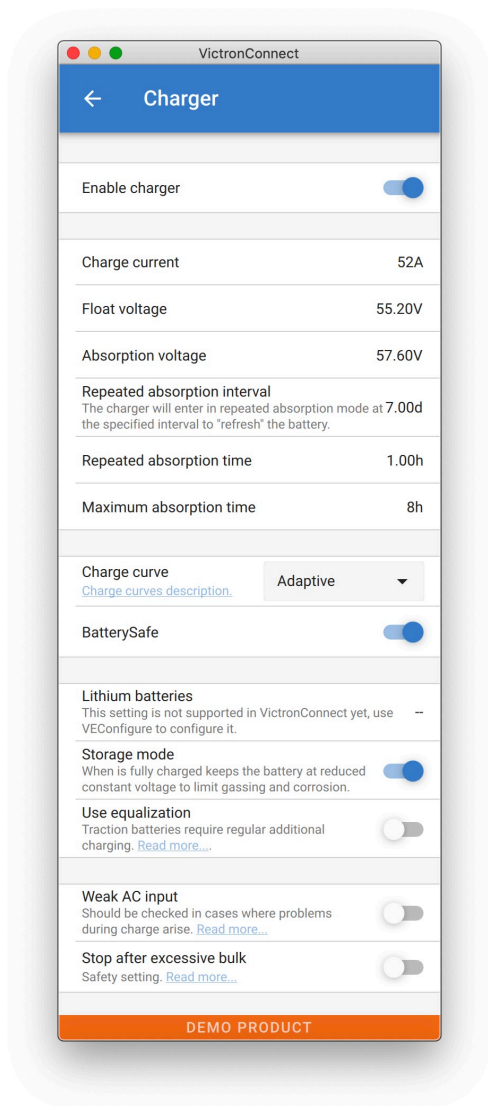 VictronConnect
Charger
Enable charger
Charge current 52A
Float voltage 55.20V
Absorption voltage 57.60V
Repeated absorption interval
The charger will enter in repeated absorption mode at 7.00d
the specified interval to "refresh" the battery.
Repeated absorption time 1.00h
Maximum absorption time 8h
Charge curve
Adaptive
Charge curves description.
BatterySafe
Lithium batteries
This setting is not supported in VictronConnect yet, use --
VEConfigure to configure it.
Storage mode
When is fully charged keeps the battery at reduced
constant voltage to limit gassing and corrosion.
Use equalization
Traction batteries require regular additional
charging. Read more....
Weak AC input
Should be checked in cases where problems
during charge arise. Read more...
Stop after excessive bulk
Safety setting. Read more...
DEMO PRODUCT